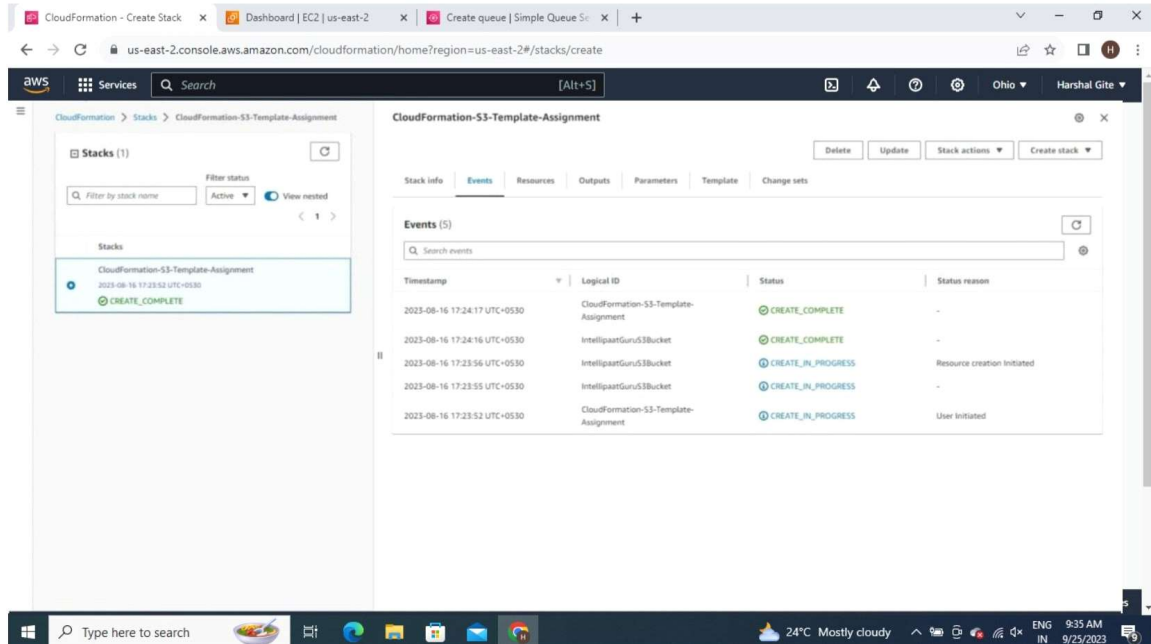 CloudFormation - Create Stack
Dashboard | EC2 | us-east-2
Create queue | Simple Queue Se
us-east-2.console.aws.amazon.com/cloudformation/home?region=us-east-2#/stacks/create
H
aws
Services
Search
[Alt+S]
Ohio
Harshal Gite
CloudFormation > Stacks > CloudFormation-S3-Template-Assignment
Stacks (1)
Filter status
Filter by stack name
Active
View nested
1
Stacks
CloudFormation-S3-Template-Assignment
2023-08-16 17:23:52 UTC+0530
CREATE_COMPLETE
CloudFormation-S3-Template-Assignment
Delete
Update
Stack actions
Create stack
Stack info
Events
Resources
Outputs
Parameters
Template
Change sets
Events (5)
Search events
Timestamp
Logical ID
Status
Status reason
2023-08-16 17:24:17 UTC+0530
CloudFormation-S3-Template-
Assignment
CREATE_COMPLETE
-
2023-08-16 17:24:16 UTC+0530
IntellipaatGuruS3Bucket
CREATE_COMPLETE
-
2023-08-16 17:23:56 UTC+0530
IntellipaatGuruS3Bucket
CREATE_IN_PROGRESS
Resource creation Initiated
2023-08-16 17:23:55 UTC+0530
IntellipaatGuruS3Bucket
CREATE_IN_PROGRESS
-
2023-08-16 17:23:52 UTC+0530
CloudFormation-S3-Template-
Assignment
CREATE_IN_PROGRESS
User Initiated
s
Type here to search
24°C Mostly cloudy
ENG
IN
9:35 AM
9/25/2023